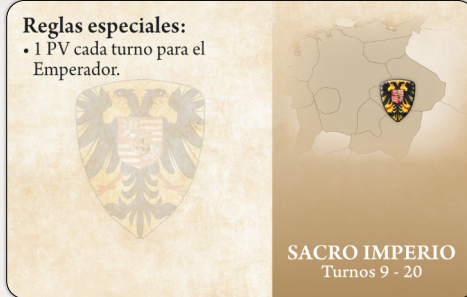 Reglas especiales:
• 1 PV cada turno para el
Emperador.
SACRO IMPERIO
Turnos 9 - 20